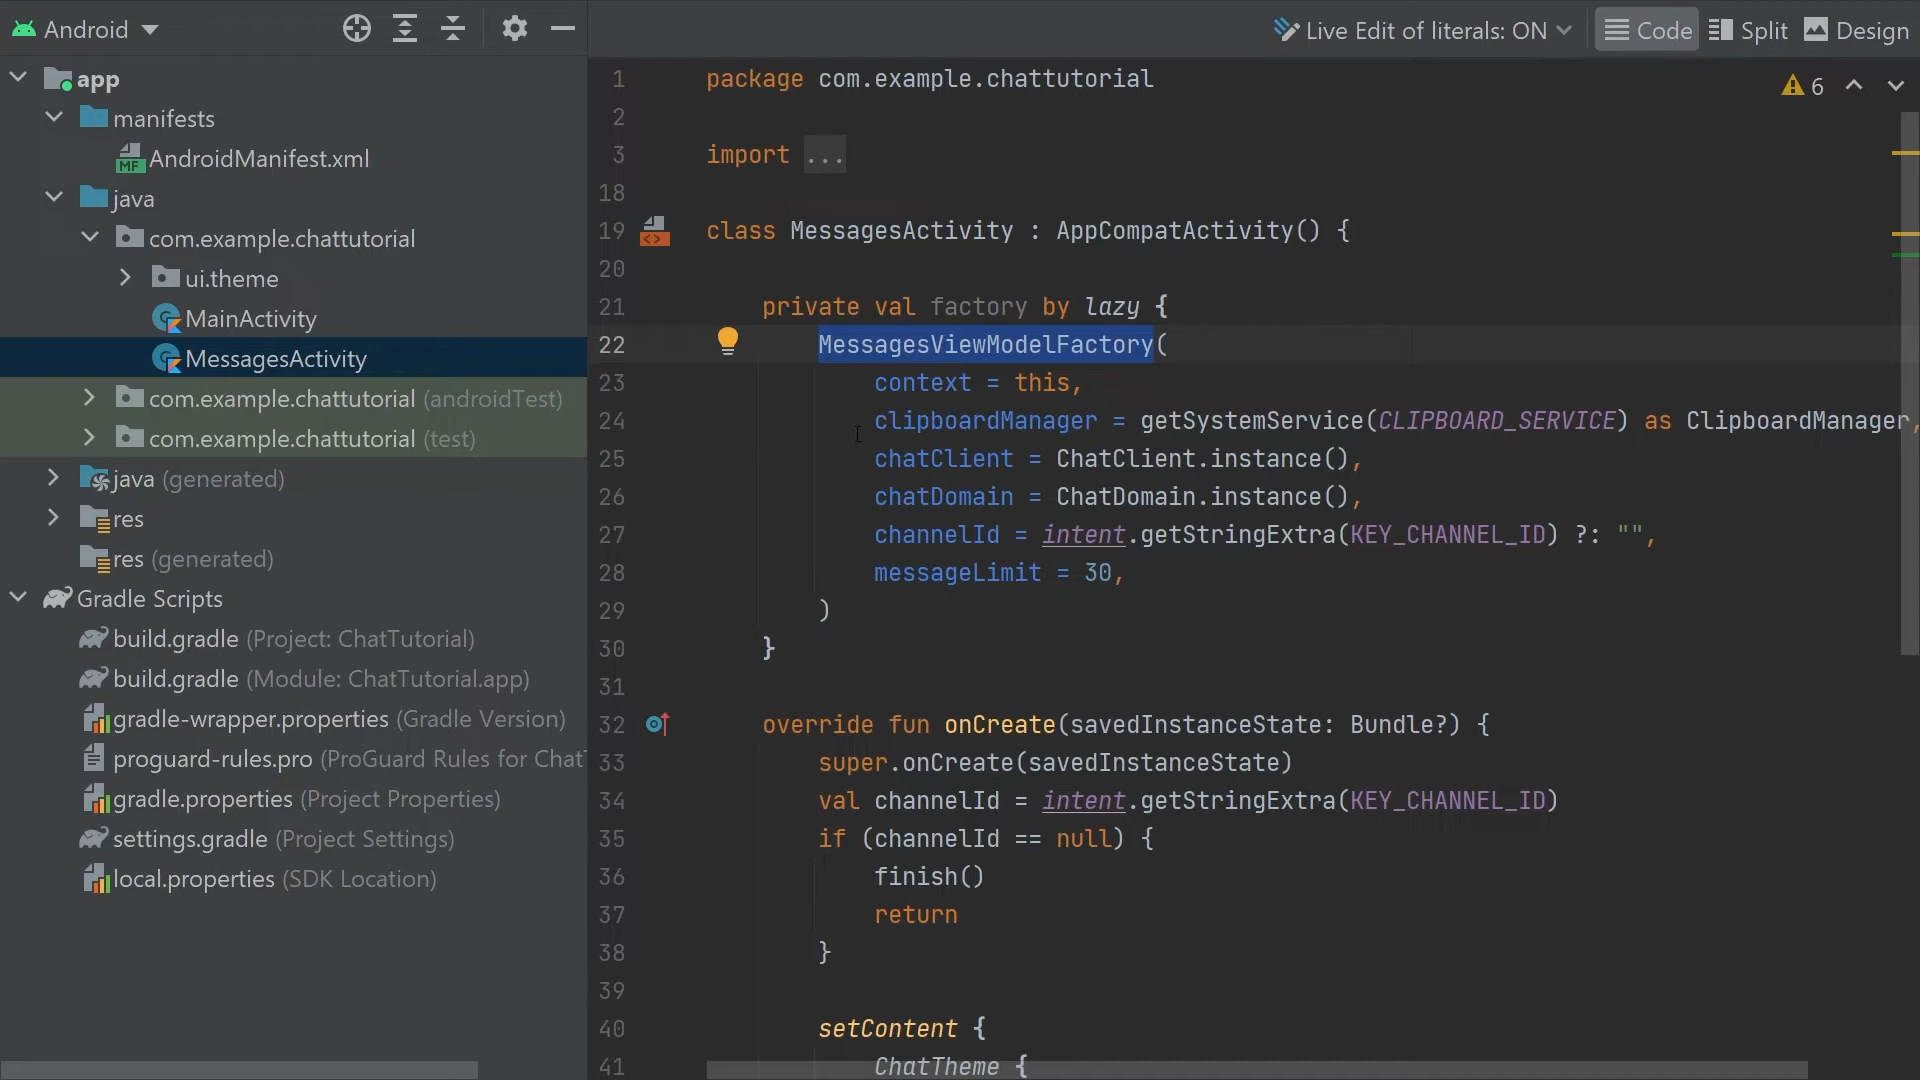 Android
Live Edit of literals: ON
Code
Split
Design
app
manifests
MF
AndroidManifest.xml
java
com.example.chattutorial
ui.theme
MainActivity
MessagesActivity
com.example.chattutorial (androidTest)
com.example.chattutorial (test)
java (generated)
res
res (generated)
Gradle Scripts
build.gradle (Project: ChatTutorial)
build.gradle (Module: ChatTutorial.app)
gradle-wrapper.properties (Gradle Version)
proguard-rules.pro (ProGuard Rules for Chat
gradle.properties (Project Properties)
settings.gradle (Project Settings)
local.properties (SDK Location)
6
1 package com.example.chattutorial
2
3 import ...
18
19 class MessagesActivity : AppCompatActivity() {
20
21 private val factory by lazy {
22 MessagesViewModelFactory(
23 context = this,
24 clipboardManager = getSystemService(CLIPBOARD_SERVICE) as ClipboardManager,
25 chatClient = ChatClient.instance(),
26 chatDomain = ChatDomain.instance(),
27 channelId = intent.getStringExtra(KEY_CHANNEL_ID) ?: "",
28 messageLimit = 30,
29 )
30 }
31
32 override fun onCreate(savedInstanceState: Bundle?) {
33 super.onCreate(savedInstanceState)
34 val channelId = intent.getStringExtra(KEY_CHANNEL_ID)
35 if (channelId == null) {
36 finish()
37 return
38 }
39
40 setContent {
41 ChatTheme {